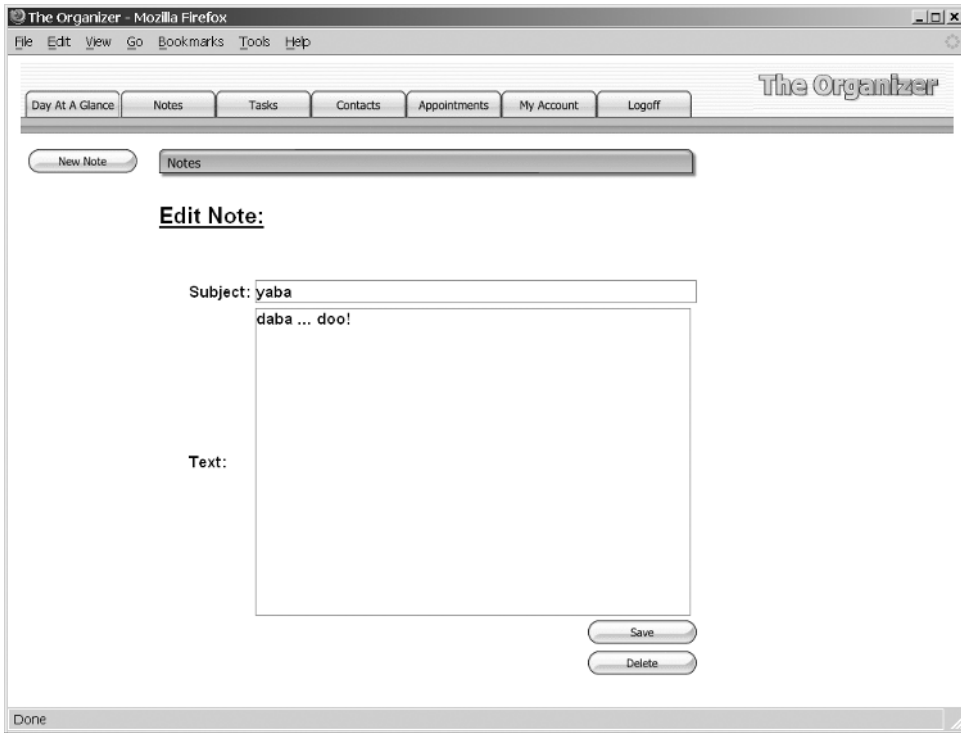 The Organizer - Mozilla Firefox
File Edit View Go Bookmarks Tools Help
The Organizer
Day At A Glance Notes Tasks Contacts Appointments My Account Logoff
New Note Notes
Edit Note:
Subject: yaba
daba ... doo!
Text:
Save
Delete
Done